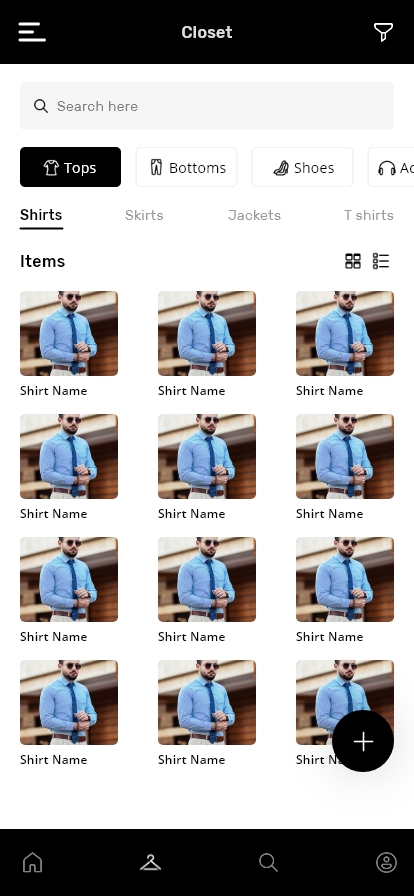 Closet
Search here
Tops Bottoms Shoes Ac
Shirts Skirts Jackets T shirts
Items
Shirt Name Shirt Name Shirt Name
Shirt Name Shirt Name Shirt Name
Shirt Name Shirt Name Shirt Name
Shirt Name Shirt Name Shirt N